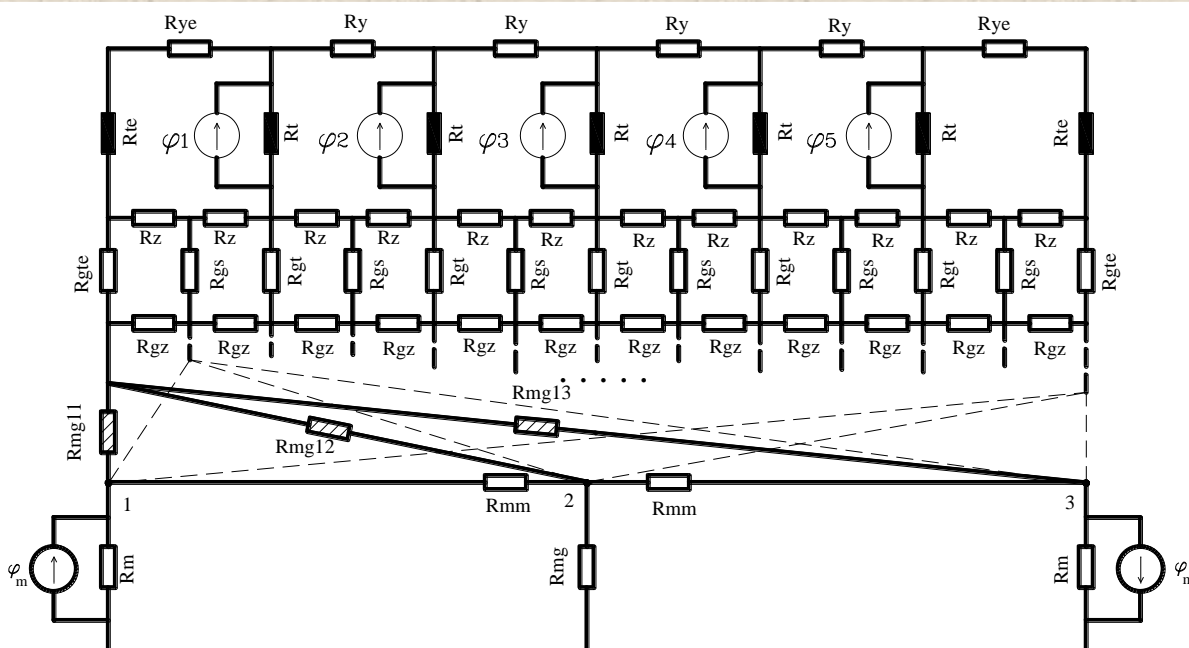 Rye Ry Ry Ry Ry Rye
Rte φ1 Rt φ2 Rt φ3 Rt φ4 Rt φ5 Rt Rte
Rz Rz Rz Rz Rz Rz Rz Rz Rz Rz Rz Rz
Rgte Rgs Rgt Rgs Rgt Rgs Rgt Rgs Rgt Rgs Rgt Rgs Rgte
Rgz Rgz Rgz Rgz Rgz Rgz Rgz Rgz Rgz Rgz Rgz Rgz
. . . . . .
Rmg13
Rmg11
Rmg12
1 Rmm 2 Rmm 3
φm Rm Rmg Rm φ